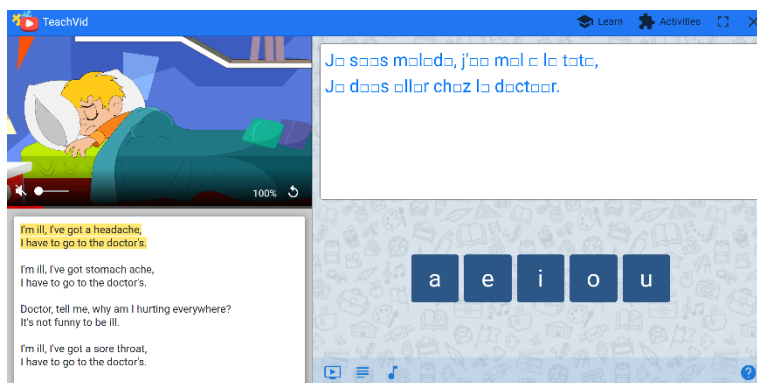 TeachVid
Learn
Activities
100%
I'm ill, I've got a headache,
I have to go to the doctor's.
I'm ill, I've got stomach ache,
I have to go to the doctor's.
Doctor, tell me, why am I hurting everywhere?
It's not funny to be ill.
I'm ill, I've got a sore throat,
I have to go to the doctor's.
J□ s□□s m□l□d□, j'□□ m□l □ l□ t□t□,
J□ d□□s □ll□r ch□z l□ d□ct□□r.
a e i o u
?